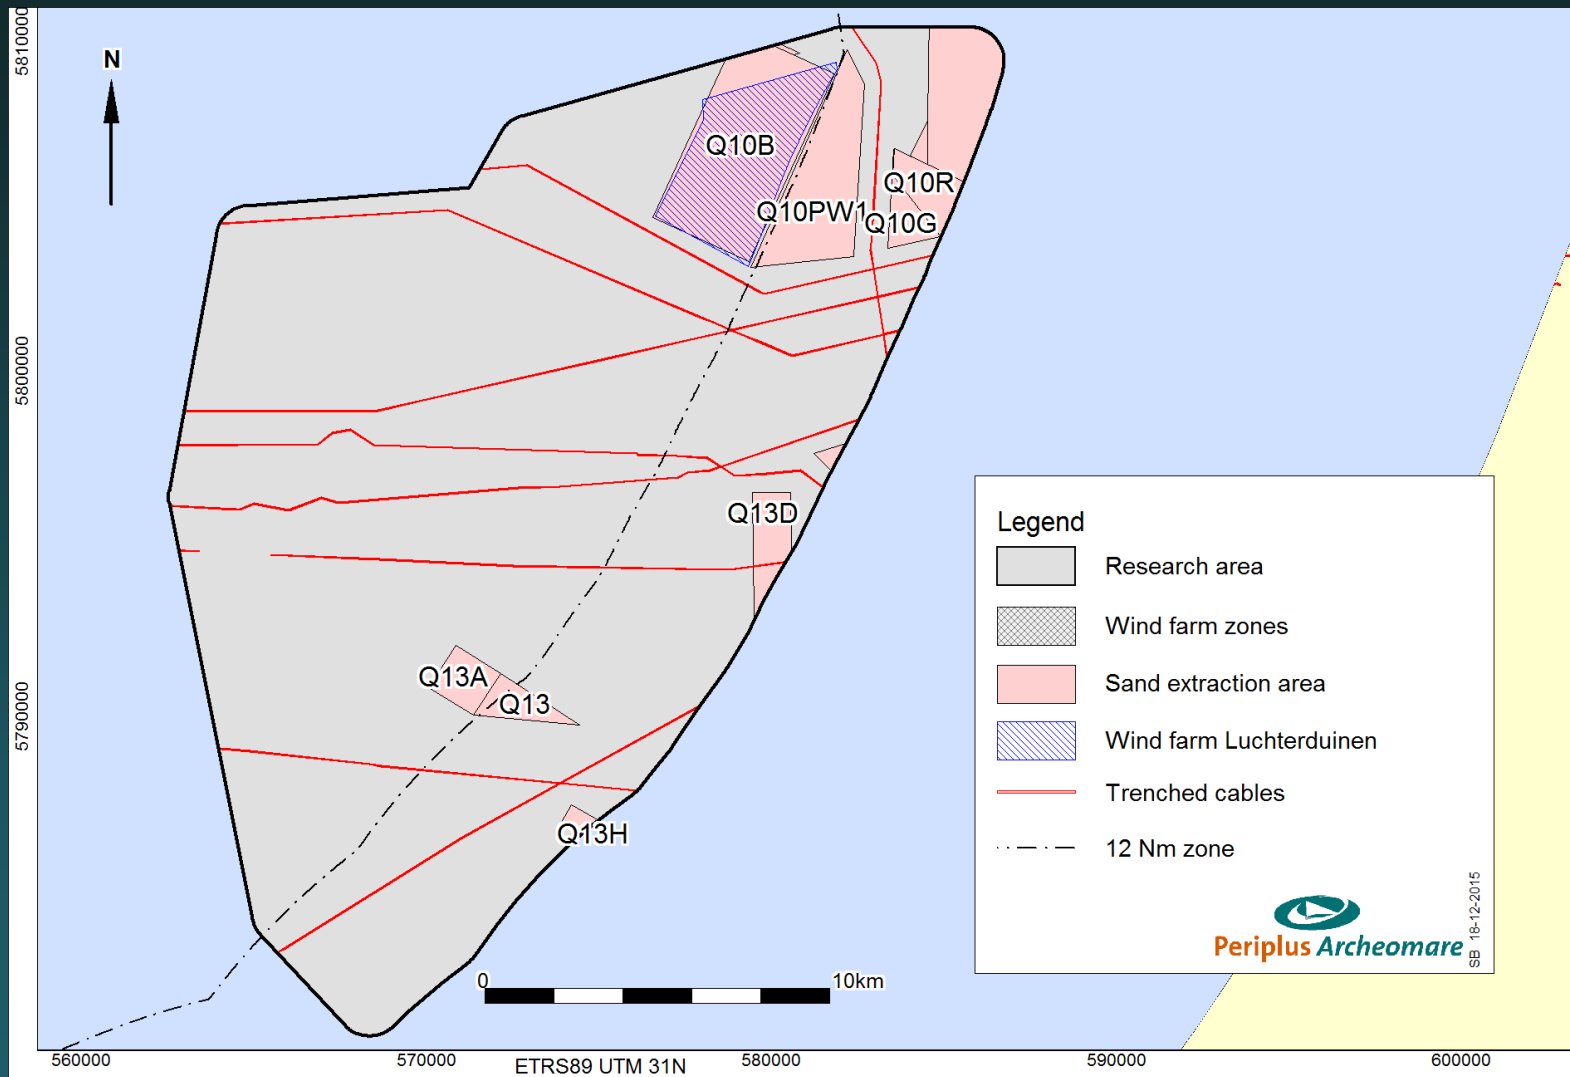 5810000
5800000
5790000
N
Q10B
Q10R
Q10PW1
Q10G
Q13D
Q13A
Q13
Q13H
0
10km
560000
570000
580000
590000
600000
ETRS89 UTM 31N
Legend
Research area
Wind farm zones
Sand extraction area
Wind farm Luchterduinen
Trenched cables
12 Nm zone
Periplus Archeomare
SB 18-12-2015